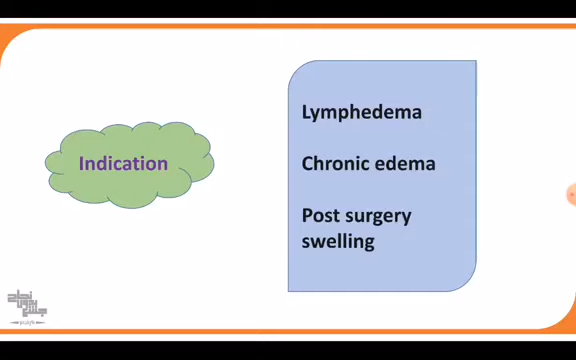 Indication
Lymphedema
Chronic edema
Post surgery
swelling